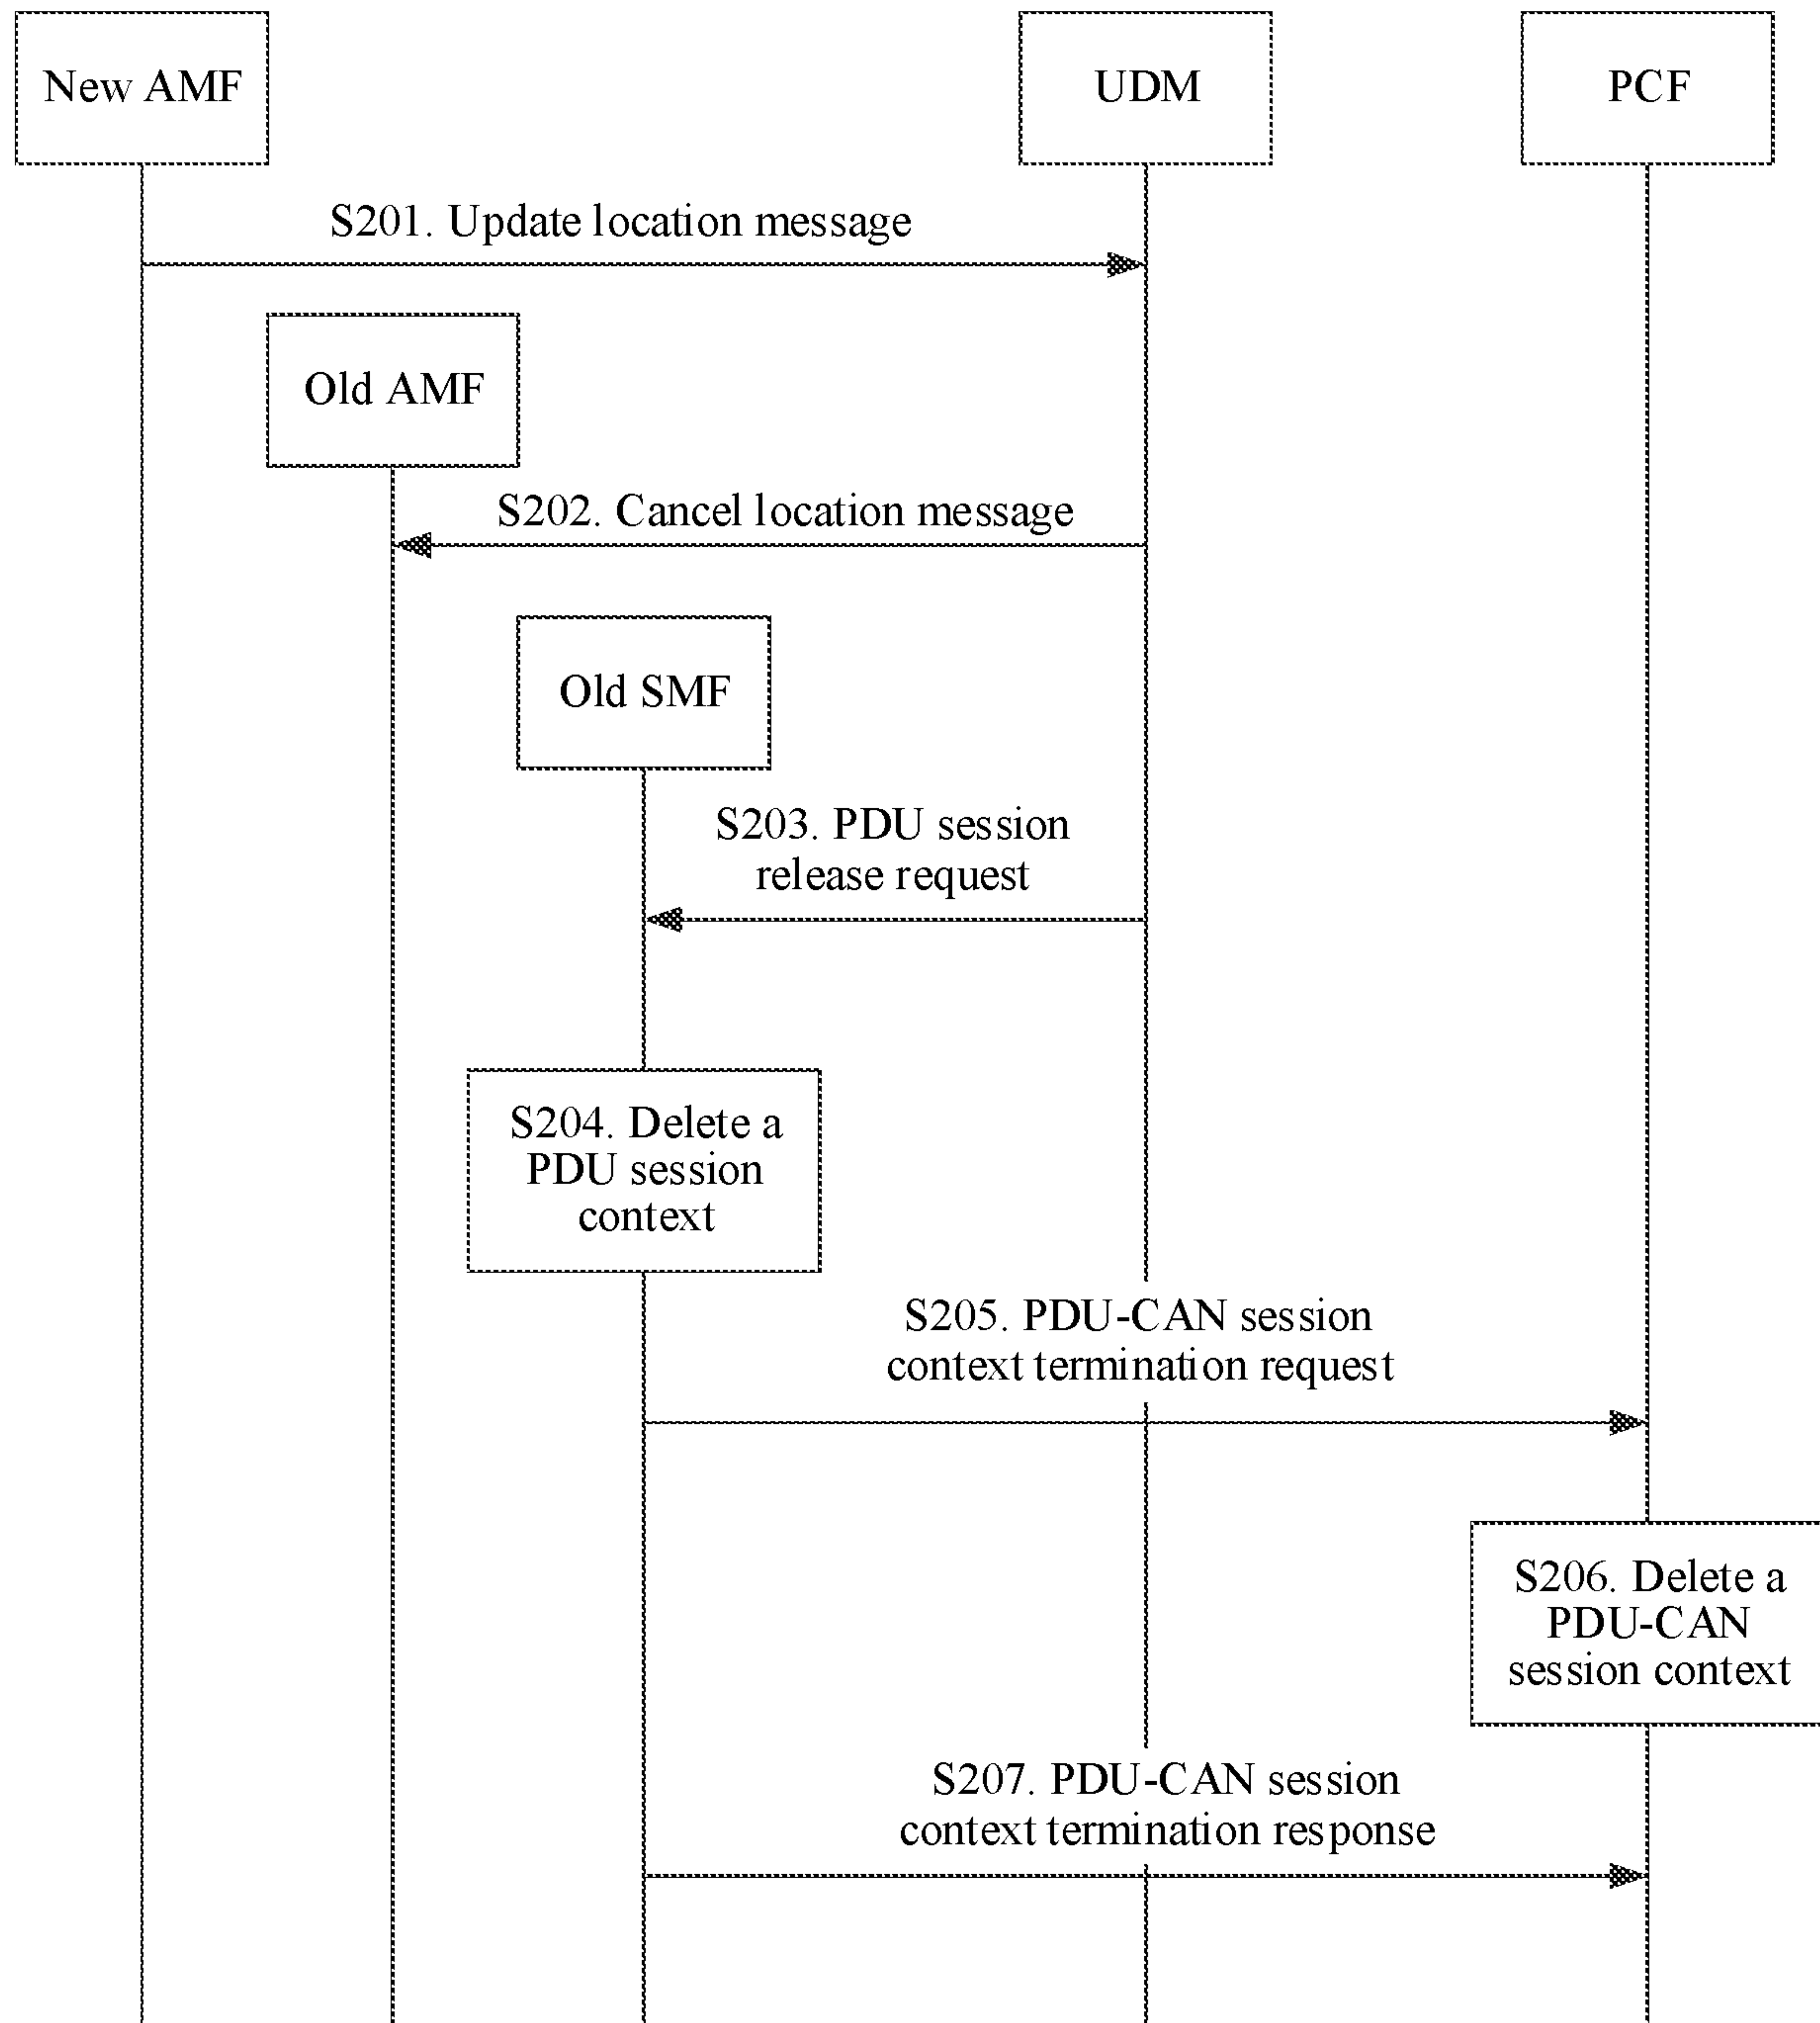 New AMF
UDM
PCF
S201. Update location message
Old AMF
S202. Cancel location message
Old SMF
S203. PDU session
release request
S204. Delete a
PDU session
context
S205. PDU-CAN session
context termination request
S206. Delete a
PDU-CAN
session context
S207. PDU-CAN session
context termination response